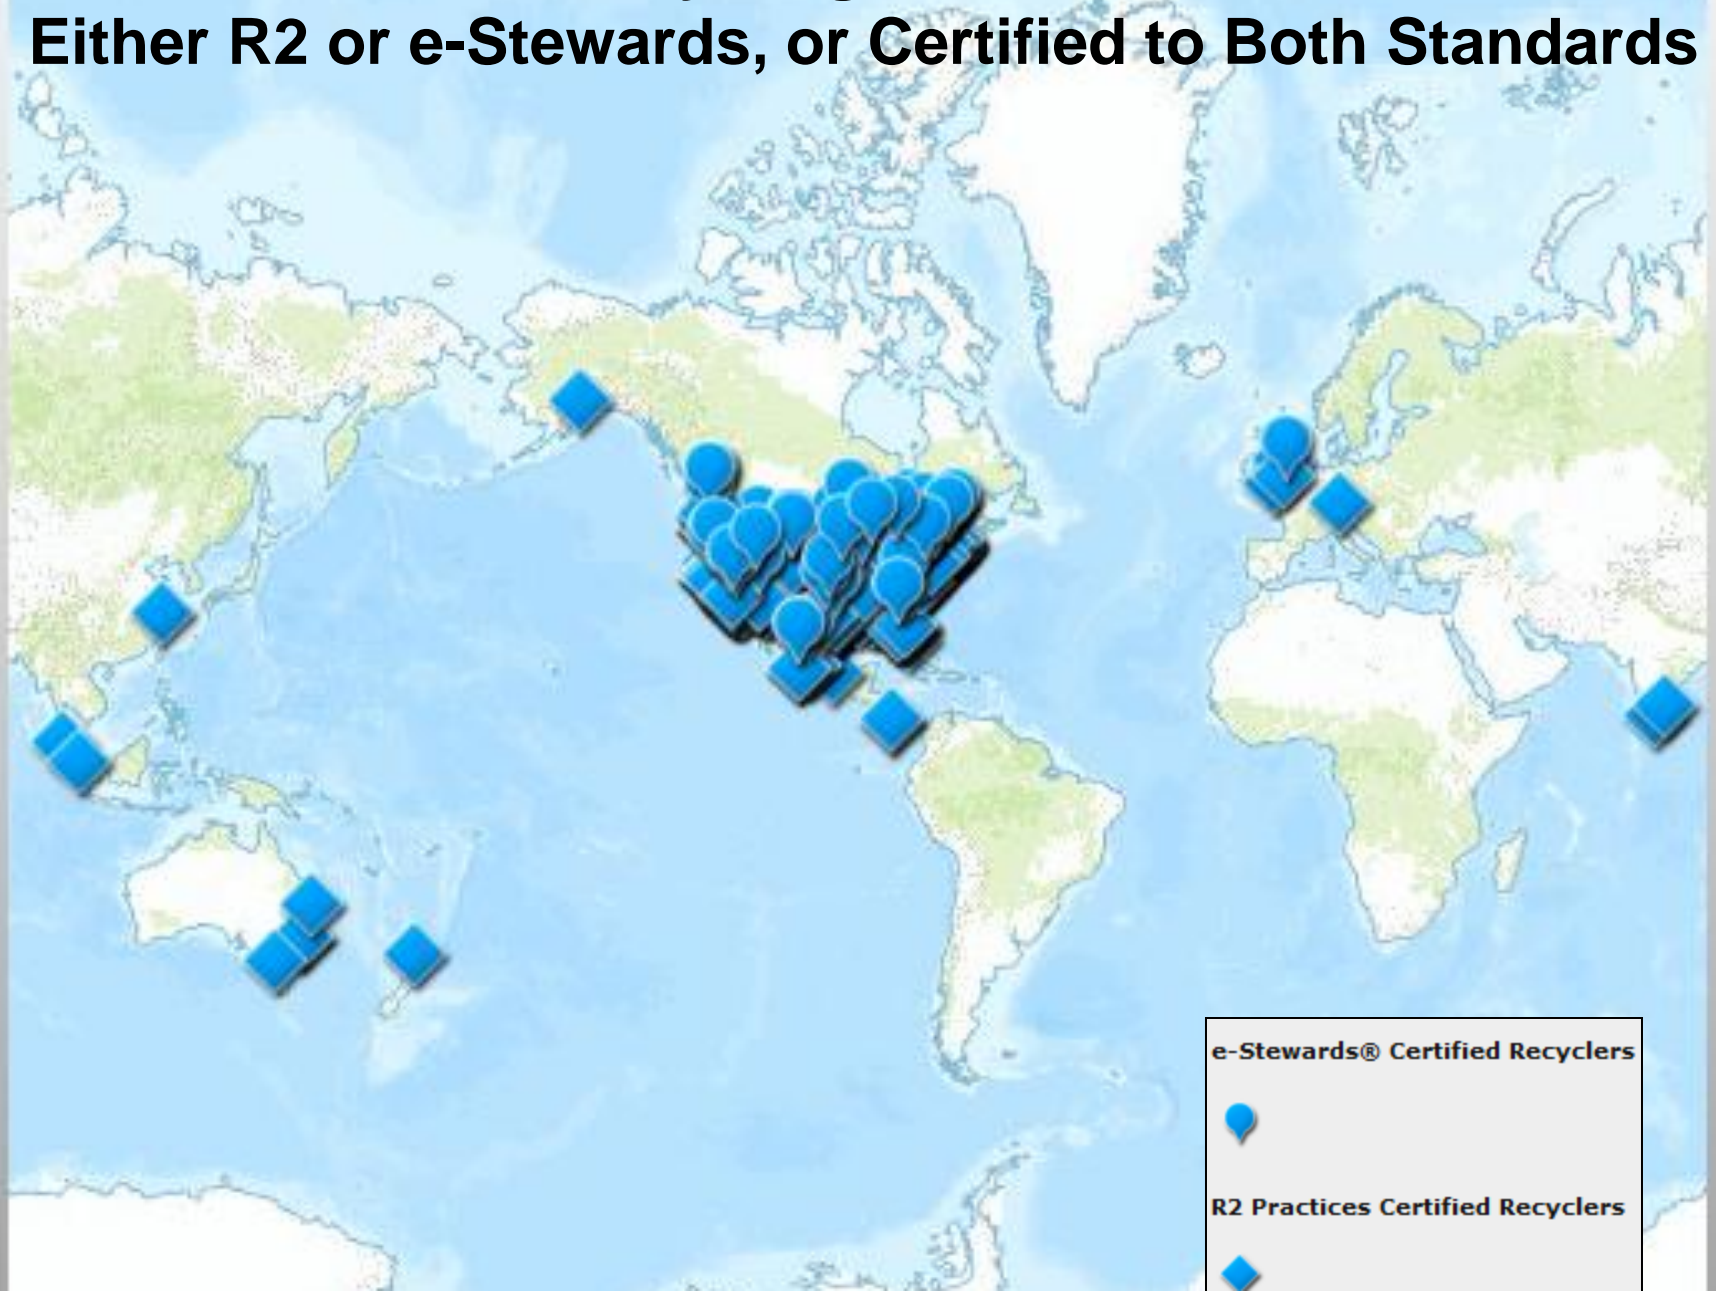 Either R2 or e-Stewards, or Certified to Both Standards
e-Stewards® Certified Recyclers
R2 Practices Certified Recyclers